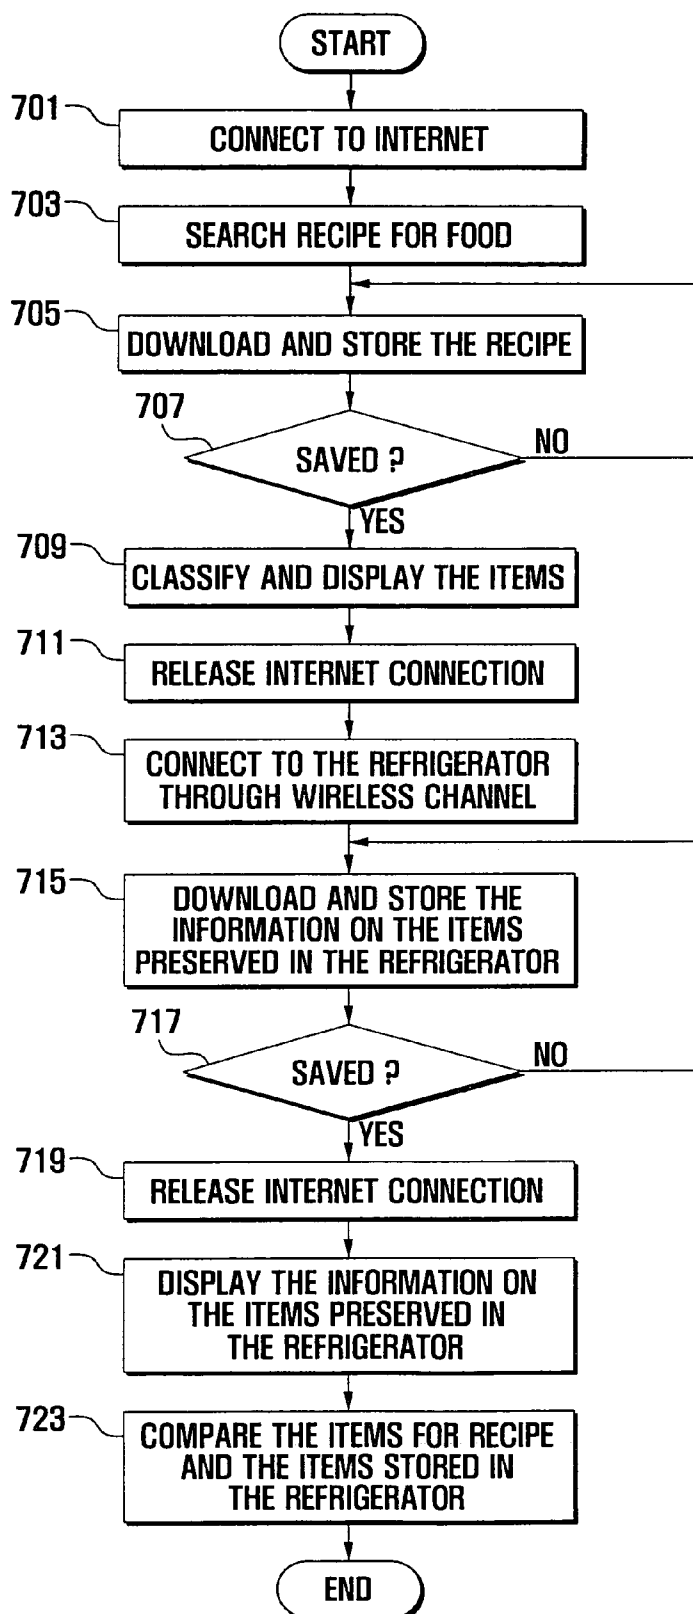 START
701
CONNECT TO INTERNET
703
SEARCH RECIPE FOR FOOD
705
DOWNLOAD AND STORE THE RECIPE
707
SAVED ?
NO
YES
709
CLASSIFY AND DISPLAY THE ITEMS
711
RELEASE INTERNET CONNECTION
713
CONNECT TO THE REFRIGERATOR
THROUGH WIRELESS CHANNEL
715
DOWNLOAD AND STORE THE
INFORMATION ON THE ITEMS
PRESERVED IN THE REFRIGERATOR
717
SAVED ?
NO
YES
719
RELEASE INTERNET CONNECTION
721
DISPLAY THE INFORMATION ON
THE ITEMS PRESERVED IN
THE REFRIGERATOR
723
COMPARE THE ITEMS FOR RECIPE
AND THE ITEMS STORED IN
THE REFRIGERATOR
END